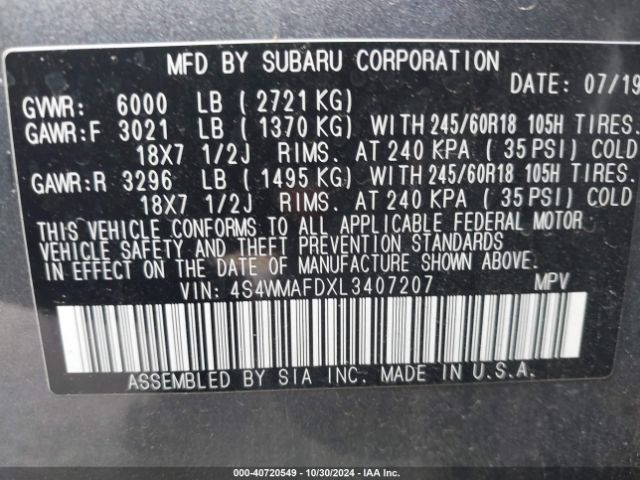 MFD BY SUBARU CORPORATION
DATE: 07/19
GVWR: 6000 LB ( 2721 KG)
GAWR:F 3021 LB ( 1370 KG) WITH 245/60R18 105H TIRES.
18X7 1/2J RIMS. AT 240 KPA ( 35 PSI) COLD
GAWR:R 3296 LB ( 1495 KG) WITH 245/60R18 105H TIRES.
18X7 1/2J RIMS. AT 240 KPA ( 35 PSI) COLD
THIS VEHICLE CONFORMS TO ALL APPLICABLE FEDERAL MOTOR
VEHICLE SAFETY AND THEFT PREVENTION STANDARDS
IN EFFECT ON THE DATE OF MANUFACTURE SHOWN ABOVE.
VIN: 4S4WMAFDXL3407207 MPV
ASSEMBLED BY SIA INC. MADE IN U.S.A.
000-40720549 - 10/30/2024 - IAA Inc.